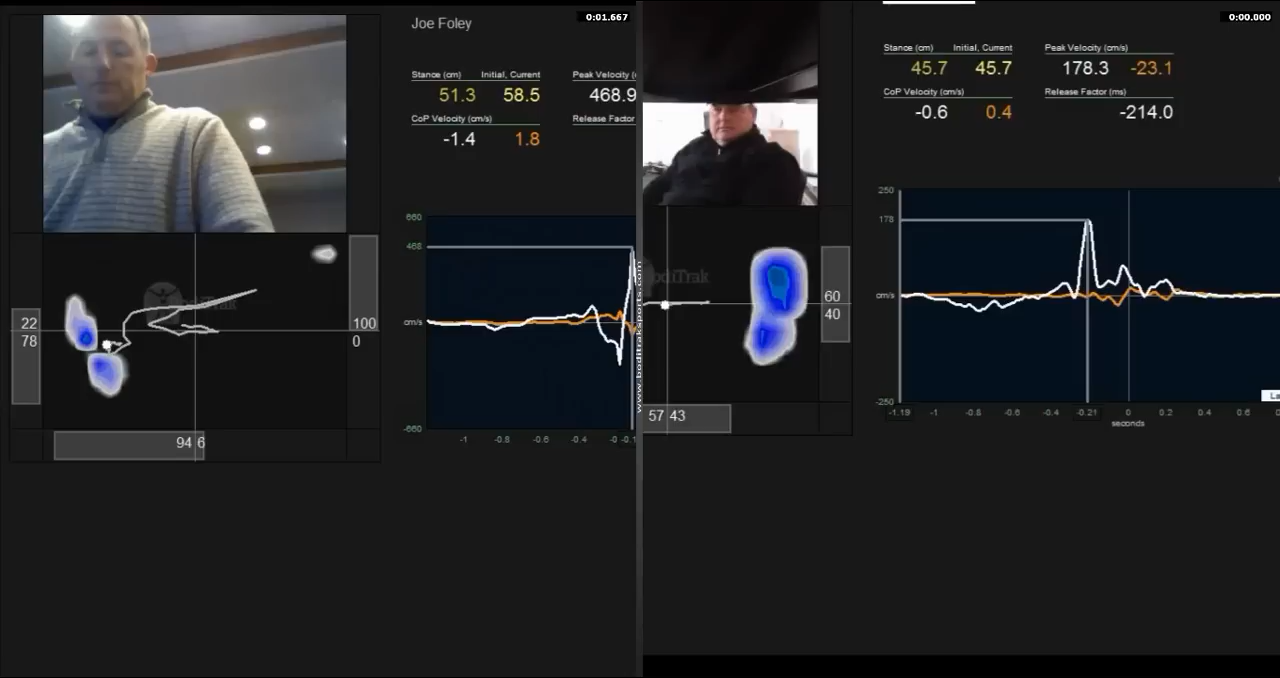 Joe Foley
0:01.667
Stance (cm) Initial, Current Peak Velocity (
51.3 58.5 468.9
CoP Velocity (cm/s) Release Factor
-1.4 1.8
660
468
cm/s
-660
-1 -0.8 -0.6 -0.4 -0 -0.1
22
78
100
0
94 6
www.boditraksports.com
0:00.000
Stance (cm) Initial, Current Peak Velocity (cm/s)
45.7 45.7 178.3 -23.1
CoP Velocity (cm/s) Release Factor (ms)
-0.6 0.4 -214.0
BodiTrak
60
40
57 43
250
178
cm/s
-250
-1.19 -1 -0.8 -0.6 -0.4 -0.21 0 0.2 0.4 0.6
seconds
La